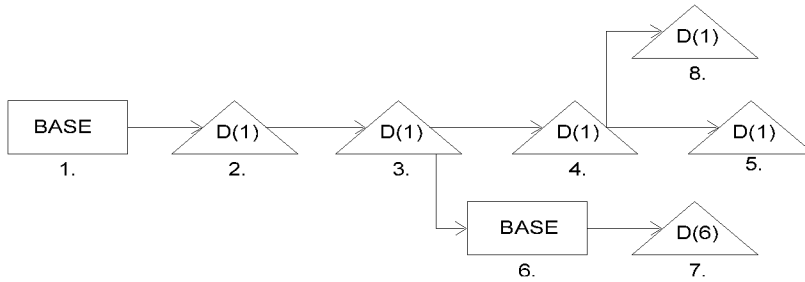 D(1)
8.
BASE D(1) D(1) D(1) D(1)
1. 2. 3. 4. 5.
BASE D(6)
6. 7.